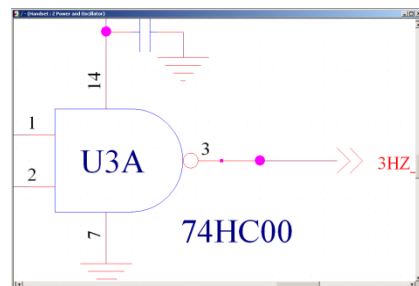 / - (Handset : 2 Power and Oscillator)
14
1
3
U3A
3HZ_
2
7
74HC00